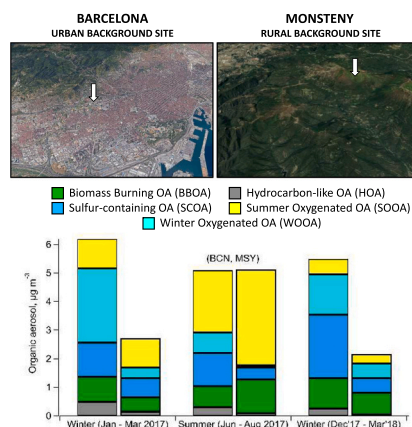 BARCELONA
URBAN BACKGROUND SITE
MONSTENY
RURAL BACKGROUND SITE
Biomass Burning OA (BBOA)
Hydrocarbon-like OA (HOA)
Sulfur-containing OA (SCOA)
Summer Oxygenated OA (SOOA)
Winter Oxygenated OA (WOOA)
Organic aerosol, µg m-3
6
5
4
3
2
1
0
(BCN, MSY)
Winter (Jan - Mar 2017)
Summer (Jun - Aug 2017)
Winter (Dec'17 - Mar'18)